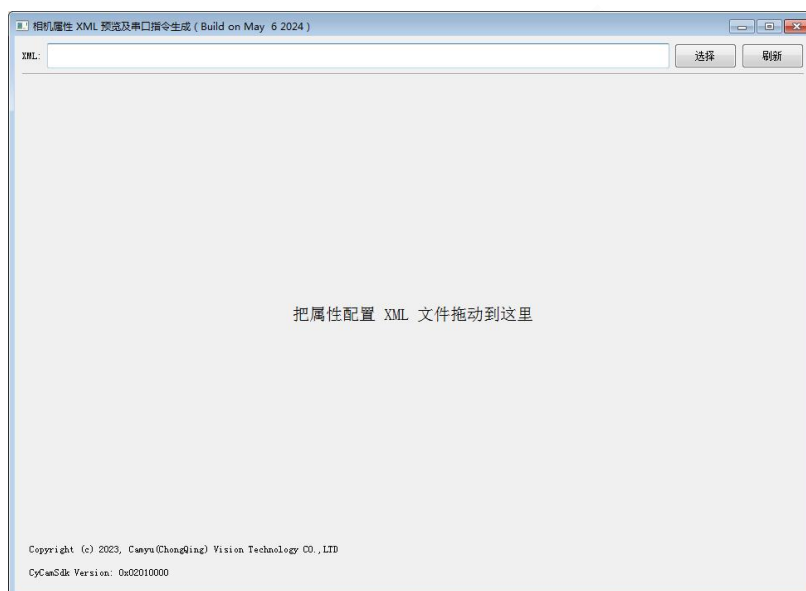 相机属性 XML 预览及串口指令生成 ( Build on May  6 2024 )
XML:
选择
刷新
把属性配置 XML 文件拖动到这里
Copyright (c) 2023, Camyu(ChongQing) Vision Technology CO.,LTD
CyCamSdk Version: 0x02010000